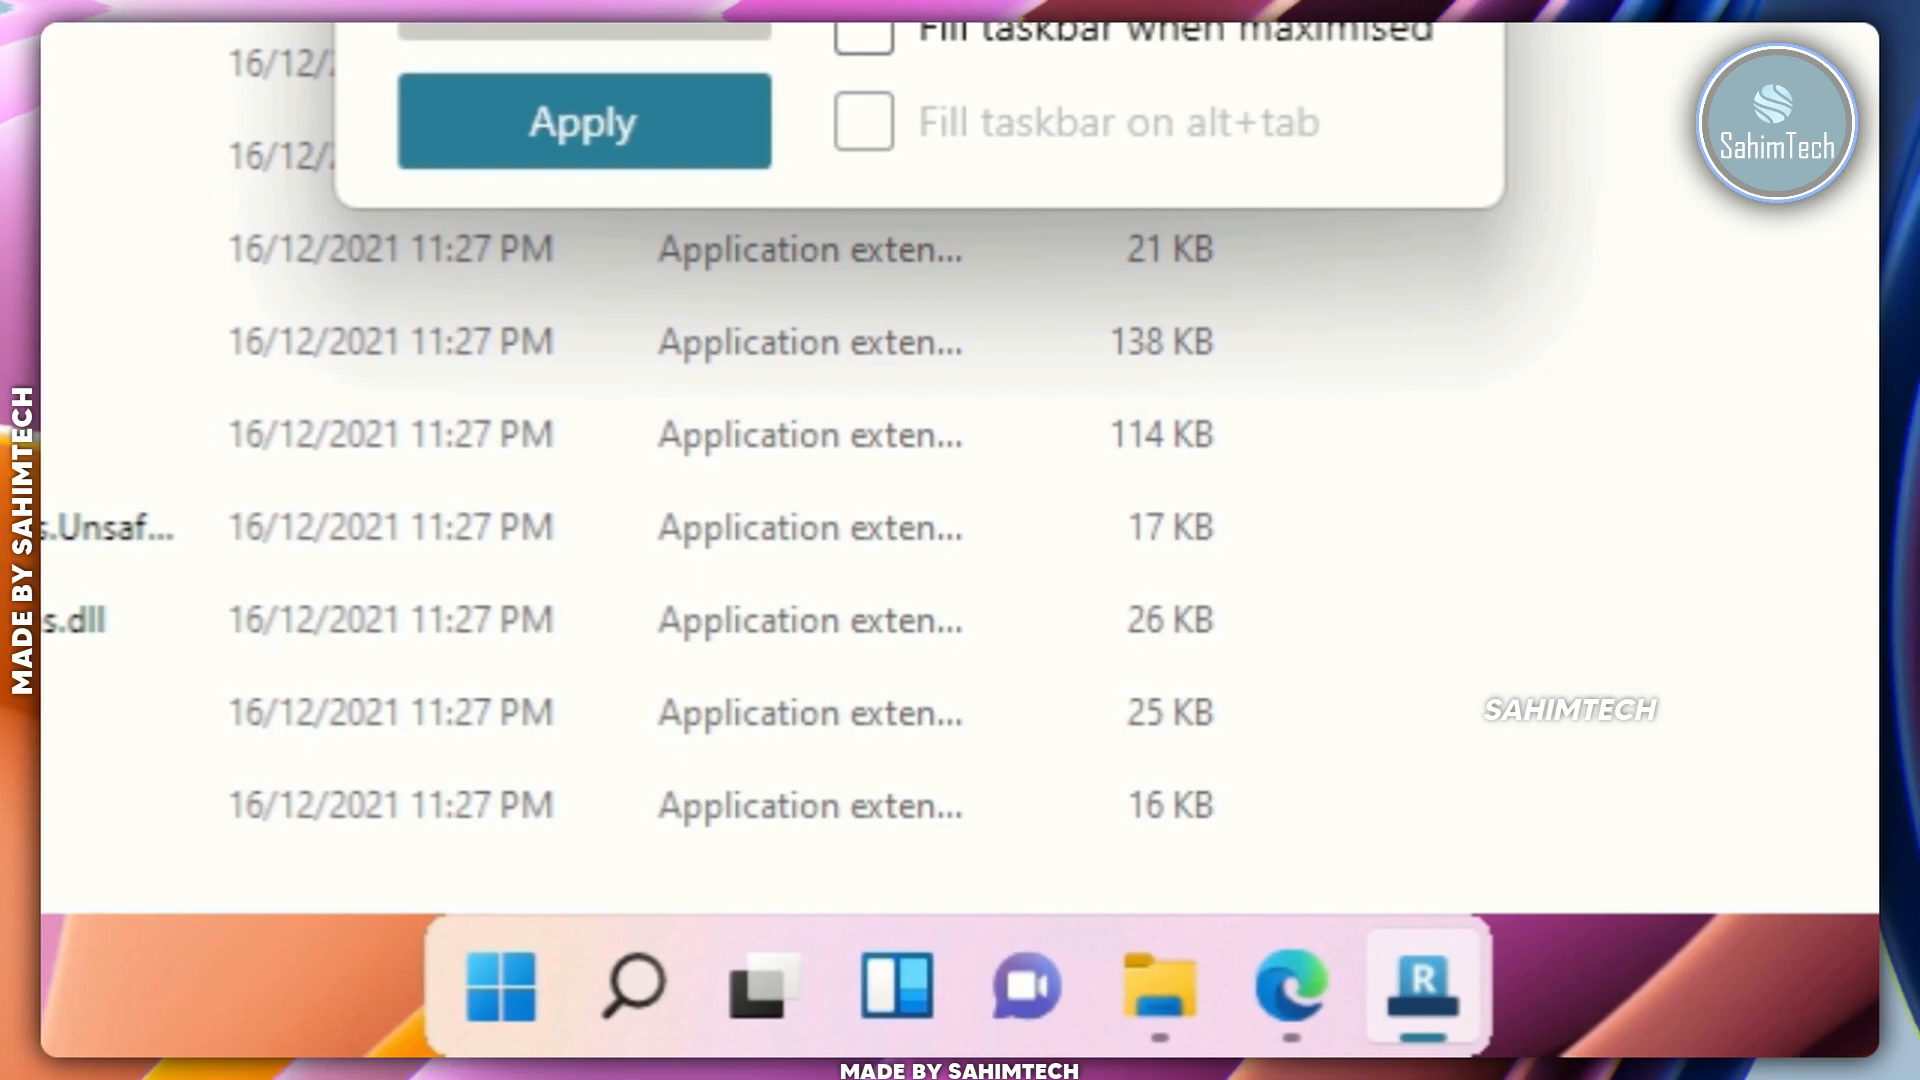 Fill taskbar when maximised
16/12/
Apply
Fill taskbar on alt+tab
SahimTech
16/12/
16/12/2021 11:27 PM Application exten... 21 KB
16/12/2021 11:27 PM Application exten... 138 KB
16/12/2021 11:27 PM Application exten... 114 KB
s.Unsaf... 16/12/2021 11:27 PM Application exten... 17 KB
s.dll 16/12/2021 11:27 PM Application exten... 26 KB
16/12/2021 11:27 PM Application exten... 25 KB
16/12/2021 11:27 PM Application exten... 16 KB
SAHIMTECH
MADE BY SAHIMTECH
R
MADE BY SAHIMTECH